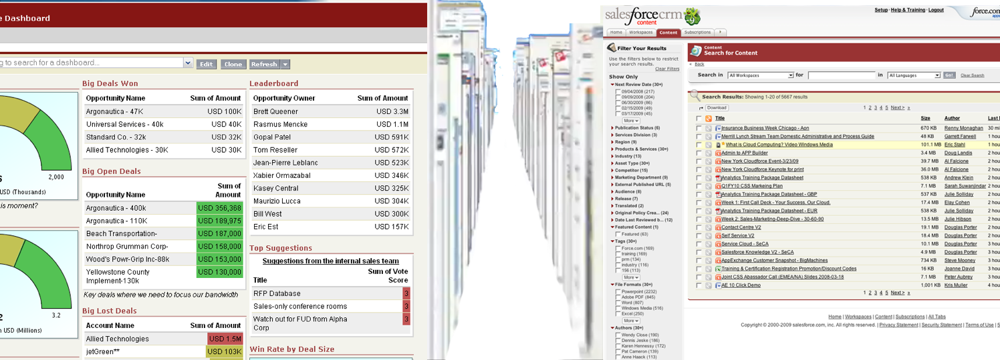 e Dashboard
g to search for a dashboard...
Edit Clone Refresh
2,000
USD (Thousands)
is moment?
3.2
n USD (Millions)
Big Deals Won
Opportunity Name Sum of Amount
Argonautica - 47K USD 100K
Universal Services - 40k USD 40K
Standard Co. - 32k USD 32K
Allied Technologies - 30K USD 30K
Big Open Deals
Sum of
Opportunity Name Amount
Argonautica - 400k USD 356,368
Argonautica - 110K USD 189,975
Beach Transportation- USD 187,000
Northrop Grumman Corp- USD 158,000
Wood's Powr-Grip Inc-88k USD 153,000
Yellowstone County USD 130,000
Implement-130k
Key deals where we need to focus our bandwidth
Big Lost Deals
Account Name Sum of Amount
Allied Technologies USD 1.5M
jetGreen** USD 103K
Leaderboard
Opportunity Owner Sum of Amount
Brett Queener USD 3.3M
Rasmus Mencke USD 1.1M
Gopal Patel USD 591K
Tom Reseller USD 572K
Jean-Pierre Leblanc USD 523K
Xabier Ormazabal USD 346K
Kasey Central USD 325K
Maurizio Lucca USD 304K
Bill West USD 300K
Eric Est USD 157K
Top Suggestions
Suggestions from the internal sales team
Sum of Vote
Title Score
RFP Database 3
Sales-only conference rooms 3
Watch out for FUD from Alpha 3
Corp
Win Rate by Deal Size
salesforcecrm
content
Setup · Help & Training · Logout
force.com
apps
Home Workspaces Content Subscriptions
Filter Your Results
Use the filters below to restrict
your search results.
Clear Filters
Show Only
Next Review Date (30+)
09/04/2008 (217)
09/09/2008 (204)
06/30/2009 (86)
02/15/2009 (49)
03/17/2009 (45)
More
Publication Status (6)
Services Division (3)
Region (9)
Products & Services (30+)
Industry (13)
Asset Type (30+)
Competitor (15)
Marketing Department (9)
External Published URL (5)
Audience (8)
Release (7)
Translated (2)
Original Policy Crea... (24)
Date Last Reviewed b... (12)
Featured Content (1)
Featured (63)
Tags (30+)
Force.com (169)
training (169)
prm (134)
industry (116)
156 (113)
More
File Formats (30+)
Powerpoint (2232)
Adobe PDF (845)
Word (807)
Windows Media (516)
Excel (250)
More
Authors (30+)
Wendy Close (190)
Dennis Jeske (186)
Karen Hennessy (172)
Pat Cameron (139)
Anne Haack (113)
Content
Search for Content
« Back
Search in All Workspaces for in All Languages Go! Clear Search
Search Results: Showing 1-20 of 5667 results
Download 1 2 3 4 5 Next> »
Title Size Author Last
Insurance Business Week Chicago - Aon 670 KB Renny Monaghan 30 mi
Merrill Lynch Stream Team Domestic Administrative and Process Guide 48 KB Garrett Farwell 1 hou
What is Cloud Computing? Video Windows Media 101.1 MB Eric Stahl 1 hou
Admin to APP Builder 3.4 MB Doug Landis 2 hou
New York Cloudforce Event-3/23/09 39.7 MB Al Falcione 2 hou
New York Cloudforce Keynote for print 36.0 MB Al Falcione 2 hou
Analytics Training Package Datasheet 538 KB Andrew Klein 2 hou
Q1FY10 CSS Markeing Plan 7.1 MB Sarah Suwanjindar 2 hou
Analytics Training Package Datasheet - GBP 537 KB Julie Solliday 2 hou
Week 1: First Call Deck - Your Success. Our Cloud. 17.4 MB Elay Cohen 2 hou
Analytics Training Package Datasheet - EUR 538 KB Julie Solliday 2 hou
Week 2: Sales-Marketing-Deep-Dive - 30-60-90 13.5 MB Julie Hibson 2 hou
Contact Centre V2 19.1 MB Douglas Porter 2 hou
Self Service V2 18.4 MB Douglas Porter 2 hou
Service Cloud - SeCA 10.1 MB Douglas Porter 3 hou
Salesforce Knowledge V2 - SeCA 4.9 MB Douglas Porter 3 hou
AppExchange Customer Snapshot - BigMachines 734 KB Steve Mooney 3 hou
Training & Certification Registration Promotion/Discount Codes 16 KB Joanne David 3 hou
Joint CSS Abassador Call (EMEA/NA) Slides 2008-03-18 7.1 MB Peter Aubrey 3 hou
AE 10 Click Demo 1,001 KB Kris Muller 4 hou
1 2 3 4 5 Next> »
Home | Workspaces | Content | Subscriptions | All Tabs
Copyright © 2000-2009 salesforce.com, inc. All rights reserved. | Privacy Statement | Security Statement | Terms of Use | 5